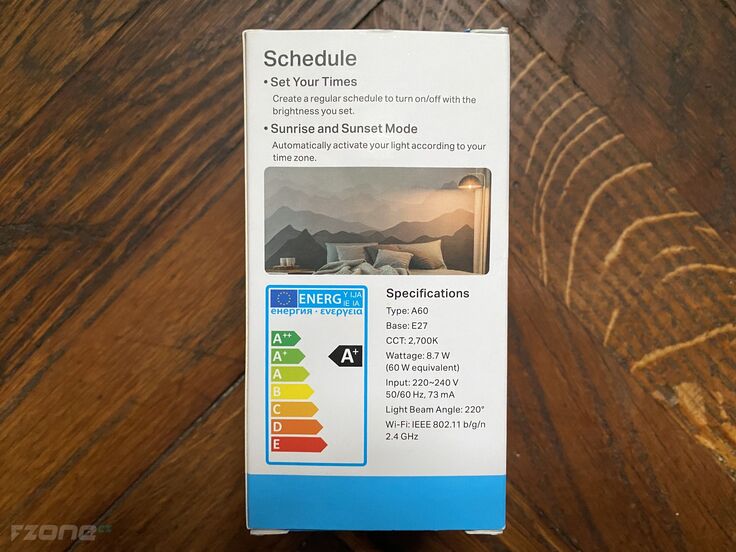 Schedule
• Set Your Times
Create a regular schedule to turn on/off with the
brightness you set.
• Sunrise and Sunset Mode
Automatically activate your light according to your
time zone.
ENERG Y IJA
IE IA
енергия · ενεργεια
A++
A+
A
B
C
D
E
A+
Specifications
Type: A60
Base: E27
CCT: 2,700K
Wattage: 8.7 W
(60 W equivalent)
Input: 220~240 V
50/60 Hz, 73 mA
Light Beam Angle: 220°
Wi-Fi: IEEE 802.11 b/g/n
2.4 GHz
fzone.cz